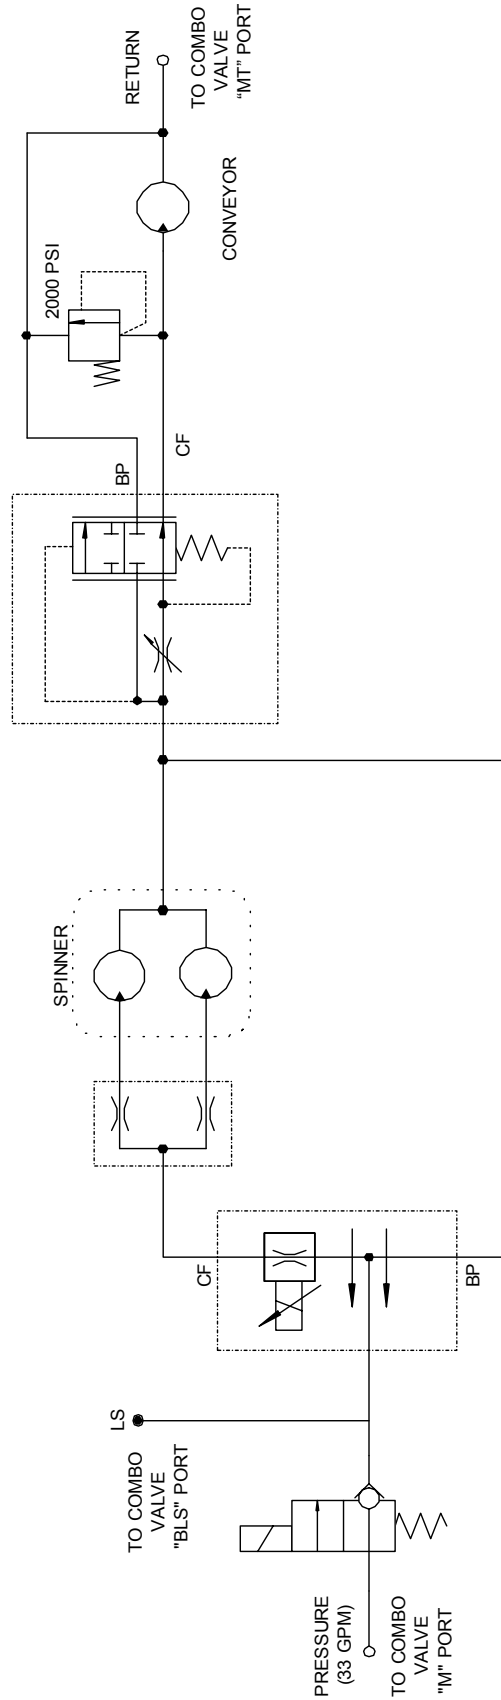 RETURN
TO COMBO
VALVE
"MT" PORT
CONVEYOR
2000 PSI
BP
CF
SPINNER
CF
BP
LS
TO COMBO
VALVE
"BLS" PORT
PRESSURE
(33 GPM)
TO COMBO
VALVE
"M" PORT